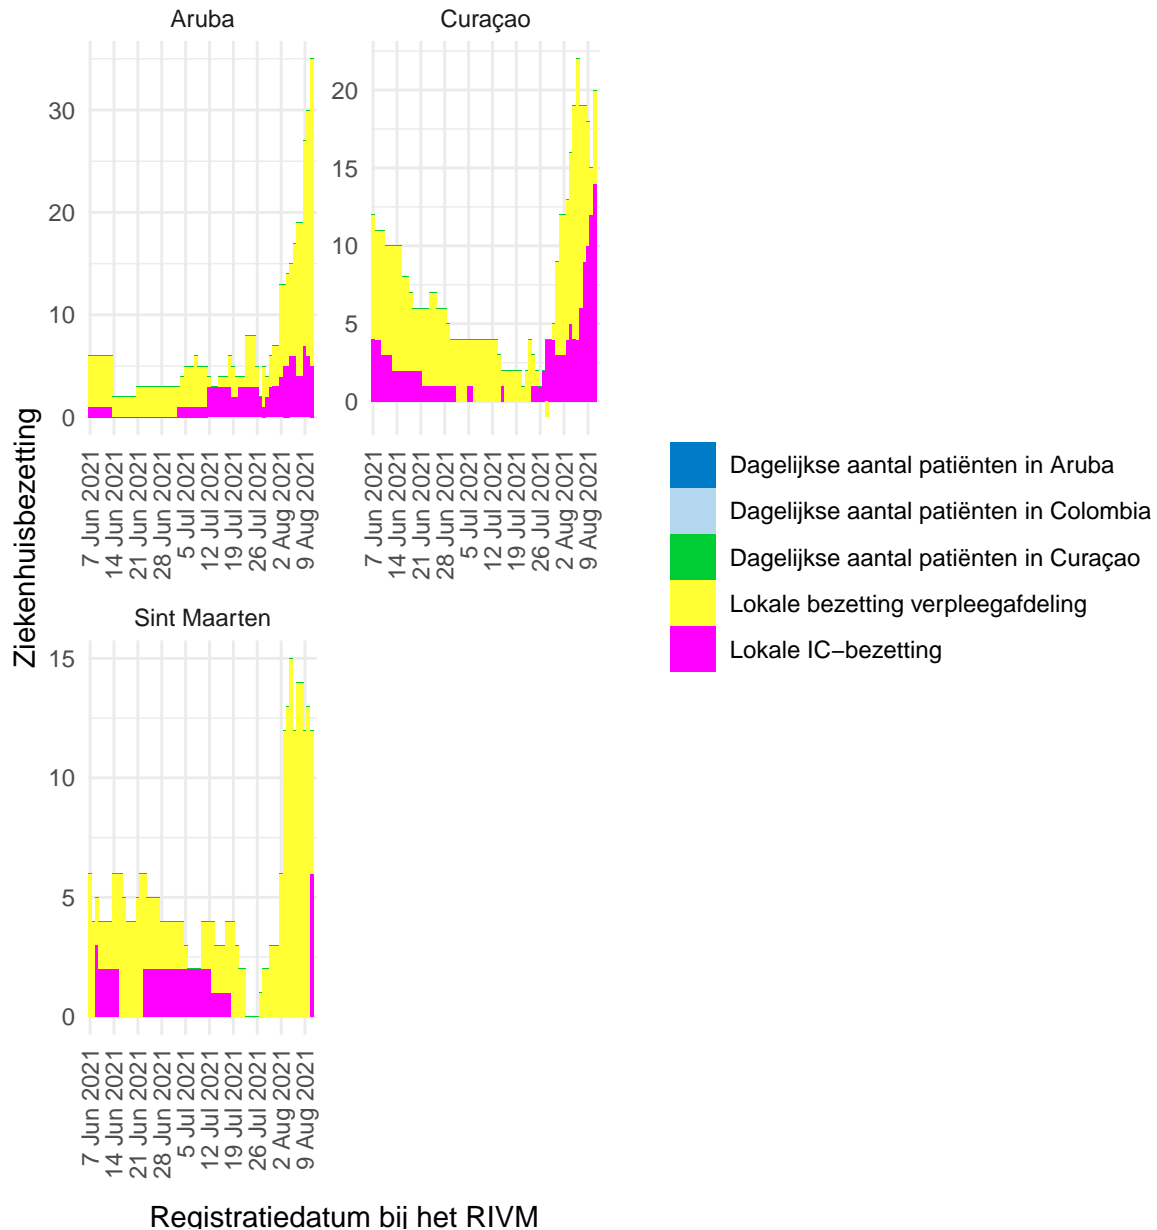 Aruba
Curaçao
Ziekenhuisbezetting
30
20
10
0
20
15
10
5
0
7 Jun 2021
14 Jun 2021
21 Jun 2021
28 Jun 2021
5 Jul 2021
12 Jul 2021
19 Jul 2021
26 Jul 2021
2 Aug 2021
9 Aug 2021
7 Jun 2021
14 Jun 2021
21 Jun 2021
28 Jun 2021
5 Jul 2021
12 Jul 2021
19 Jul 2021
26 Jul 2021
2 Aug 2021
9 Aug 2021
Sint Maarten
15
10
5
0
7 Jun 2021
14 Jun 2021
21 Jun 2021
28 Jun 2021
5 Jul 2021
12 Jul 2021
19 Jul 2021
26 Jul 2021
2 Aug 2021
9 Aug 2021
Registratiedatum bij het RIVM
Dagelijkse aantal patiënten in Aruba
Dagelijkse aantal patiënten in Colombia
Dagelijkse aantal patiënten in Curaçao
Lokale bezetting verpleegafdeling
Lokale IC−bezetting